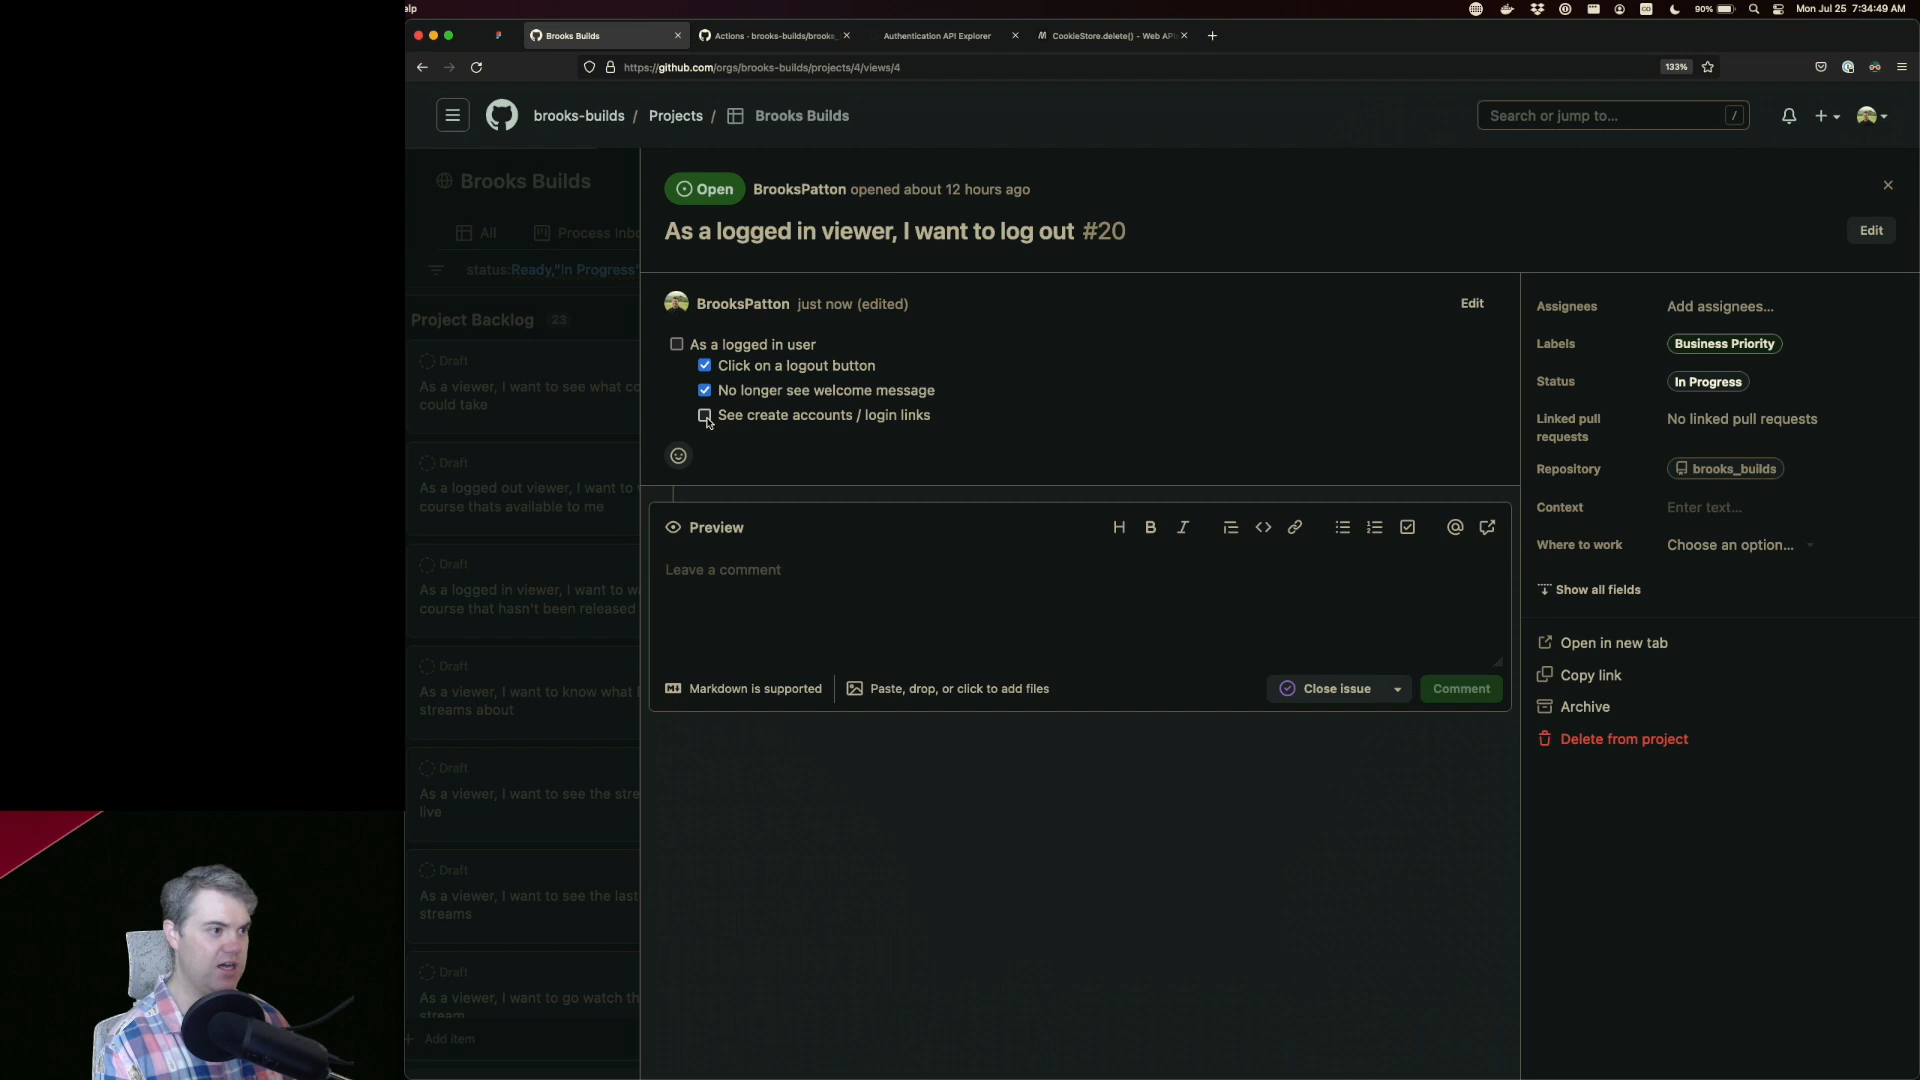 elp
90%
Mon Jul 25 7:34:49 AM
Brooks Builds
Actions · brooks-builds/brooks_
Authentication API Explorer
CookieStore.delete() - Web API
https://github.com/orgs/brooks-builds/projects/4/views/4
133%
brooks-builds / Projects / Brooks Builds
Search or jump to...
/
Brooks Builds
All
Process Inbo
status:Ready,"In Progress"
Project Backlog 23
Draft
As a viewer, I want to see what co
could take
Draft
As a logged out viewer, I want to
course thats available to me
Draft
As a logged in viewer, I want to wa
course that hasn't been released
Draft
As a viewer, I want to know what
streams about
Draft
As a viewer, I want to see the stre
live
Draft
As a viewer, I want to see the last
streams
Draft
As a viewer, I want to go watch th
stream
Add item
Open
BrooksPatton opened about 12 hours ago
As a logged in viewer, I want to log out #20
Edit
BrooksPatton just now (edited)
Edit
As a logged in user
Click on a logout button
No longer see welcome message
See create accounts / login links
Preview
Leave a comment
Markdown is supported
Paste, drop, or click to add files
Close issue
Comment
Assignees
Add assignees...
Labels
Business Priority
Status
In Progress
Linked pull
requests
No linked pull requests
Repository
brooks_builds
Context
Enter text...
Where to work
Choose an option...
Show all fields
Open in new tab
Copy link
Archive
Delete from project